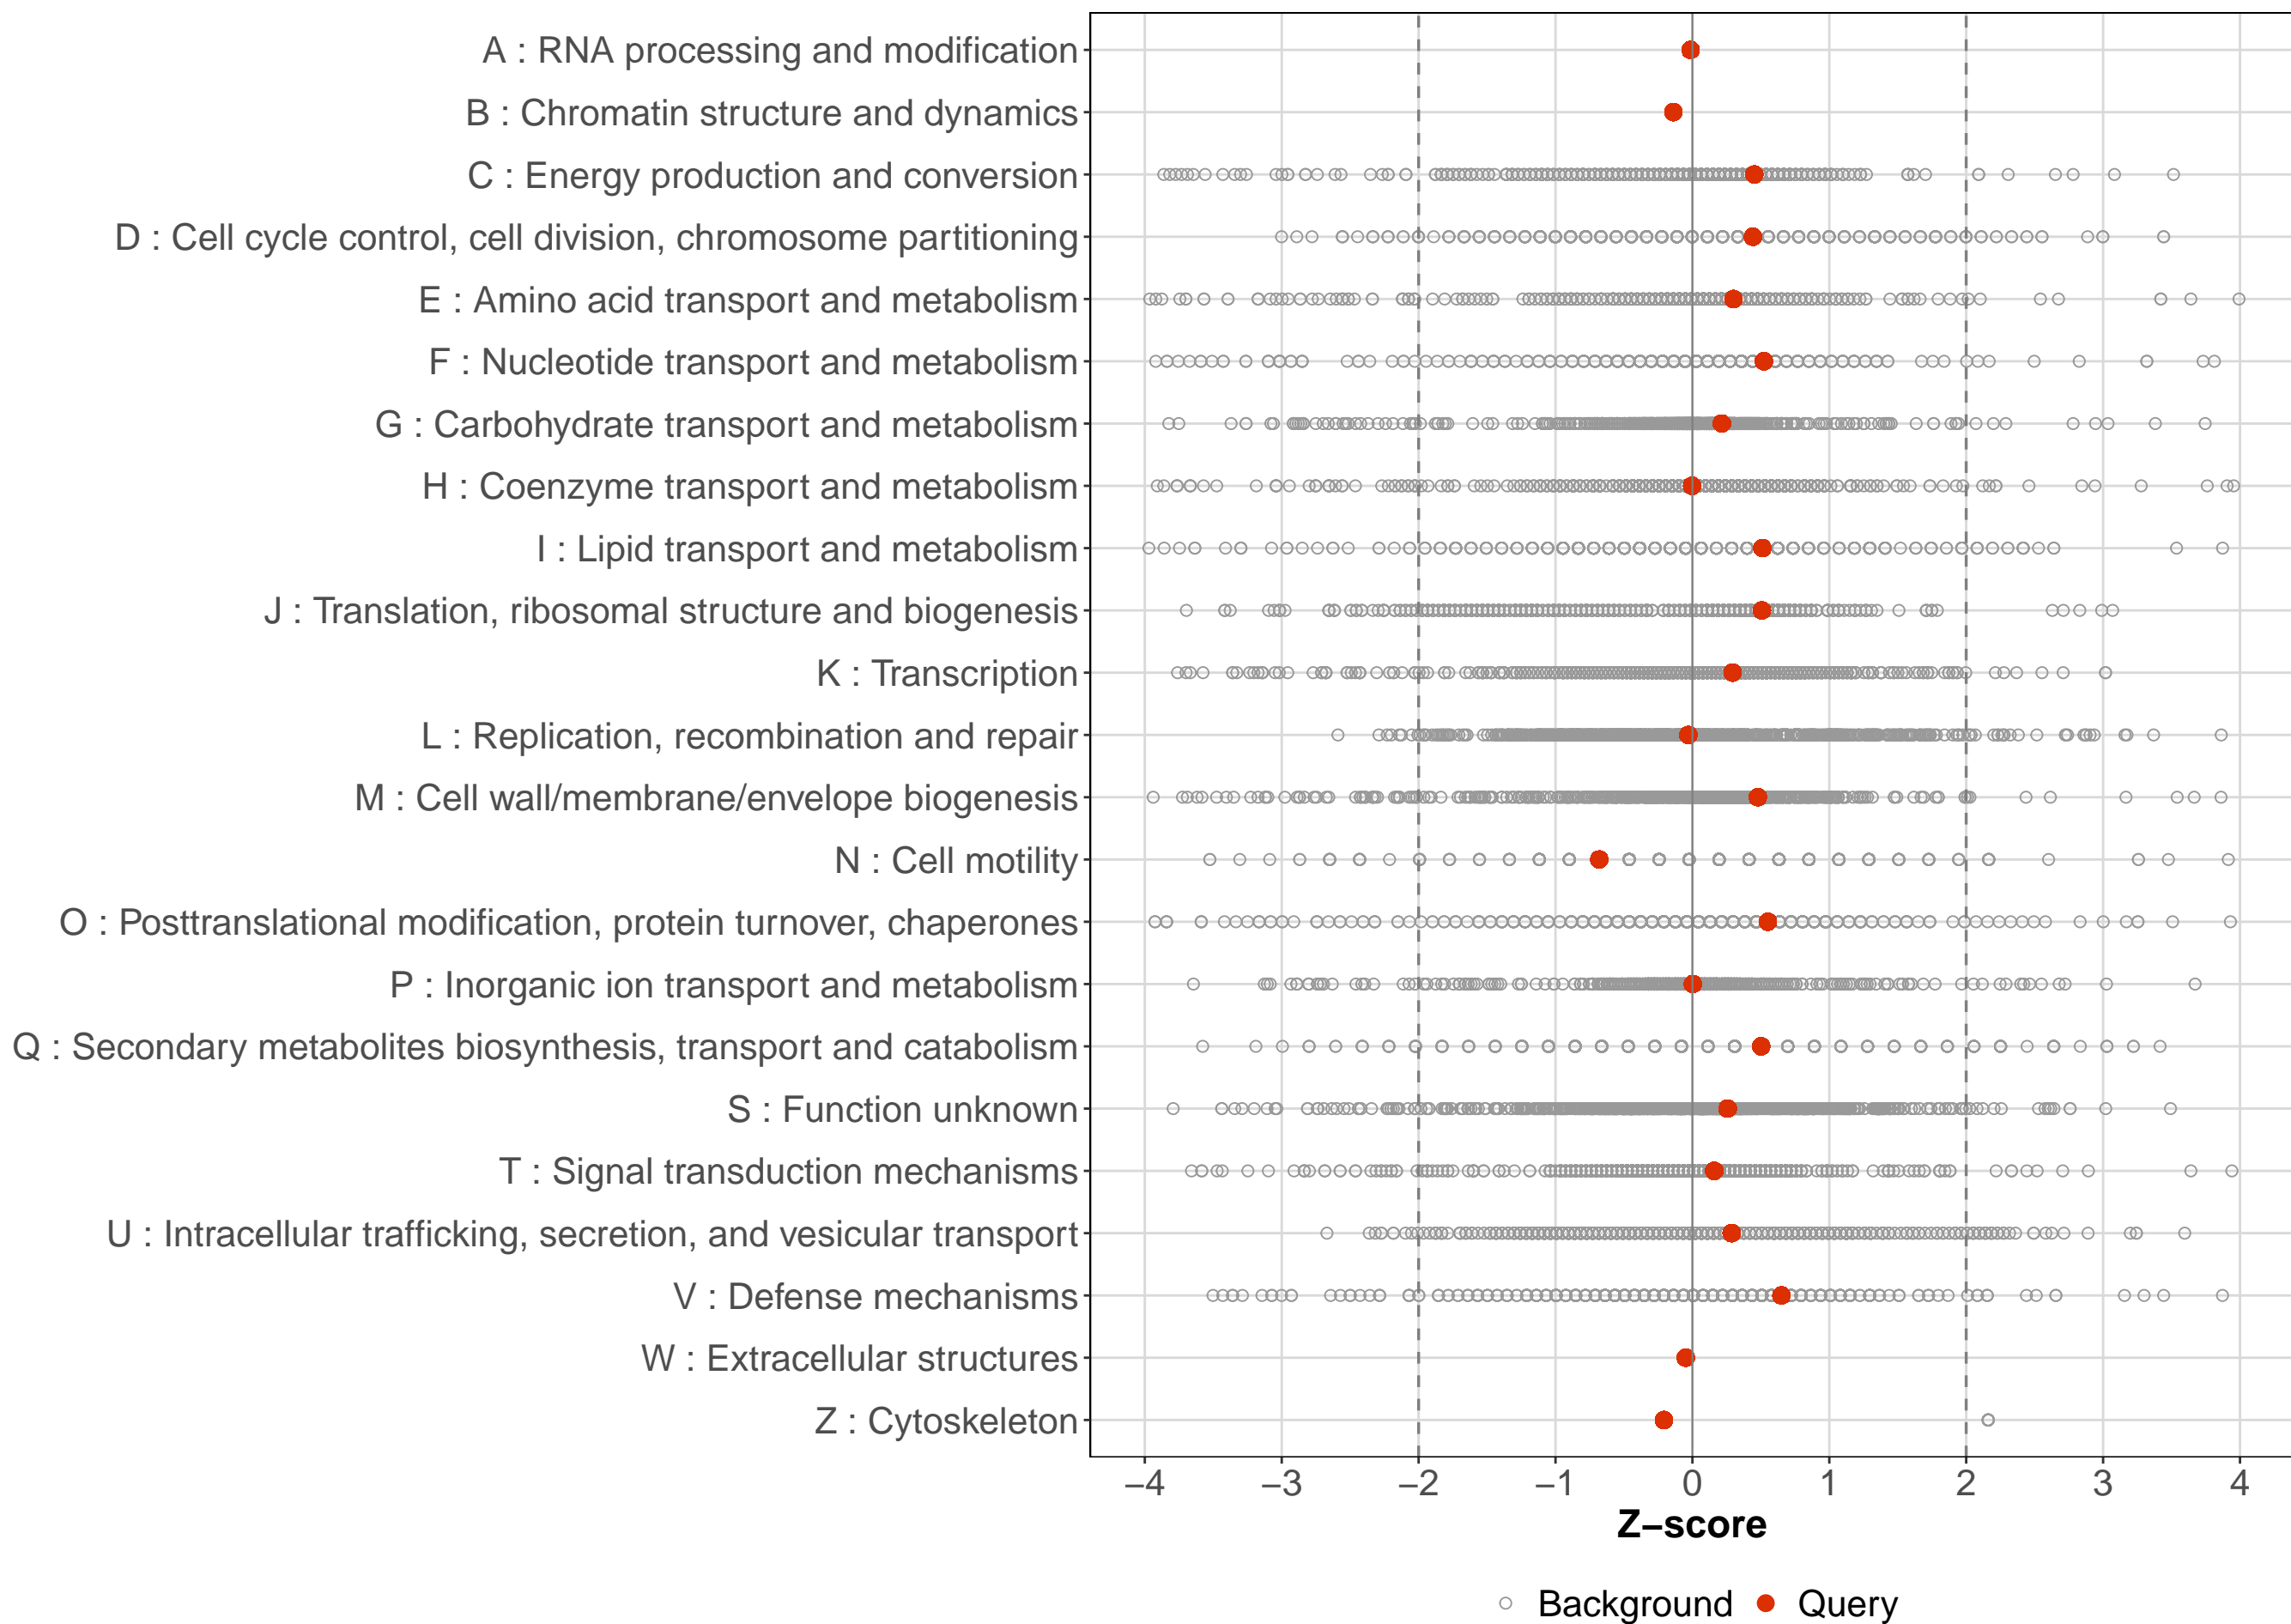 A : RNA processing and modification
B : Chromatin structure and dynamics
C : Energy production and conversion
D : Cell cycle control, cell division, chromosome partitioning
E : Amino acid transport and metabolism
F : Nucleotide transport and metabolism
G : Carbohydrate transport and metabolism
H : Coenzyme transport and metabolism
I : Lipid transport and metabolism
J : Translation, ribosomal structure and biogenesis
K : Transcription
L : Replication, recombination and repair
M : Cell wall/membrane/envelope biogenesis
N : Cell motility
O : Posttranslational modification, protein turnover, chaperones
P : Inorganic ion transport and metabolism
Q : Secondary metabolites biosynthesis, transport and catabolism
S : Function unknown
T : Signal transduction mechanisms
U : Intracellular trafficking, secretion, and vesicular transport
V : Defense mechanisms
W : Extracellular structures
Z : Cytoskeleton
−4 −3 −2 −1 0 1 2 3 4
Z−score
Background Query